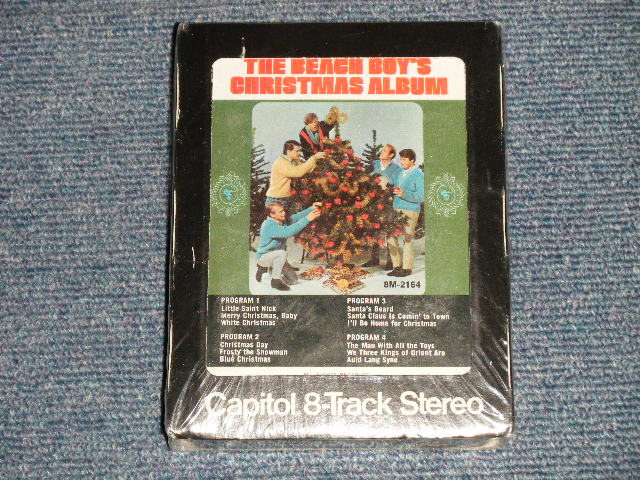 THE BEACH BOY'S
CHRISTMAS ALBUM
8M-2164
PROGRAM 1
Little Saint Nick
Merry Christmas, Baby
White Christmas
PROGRAM 2
Christmas Day
Frosty the Snowman
Blue Christmas
PROGRAM 3
Santa's Beard
Santa Claus Is Comin' to Town
I'll Be Home for Christmas
PROGRAM 4
The Man With All the Toys
We Three Kings of Orient Are
Auld Lang Syne
Capitol 8-Track Stereo